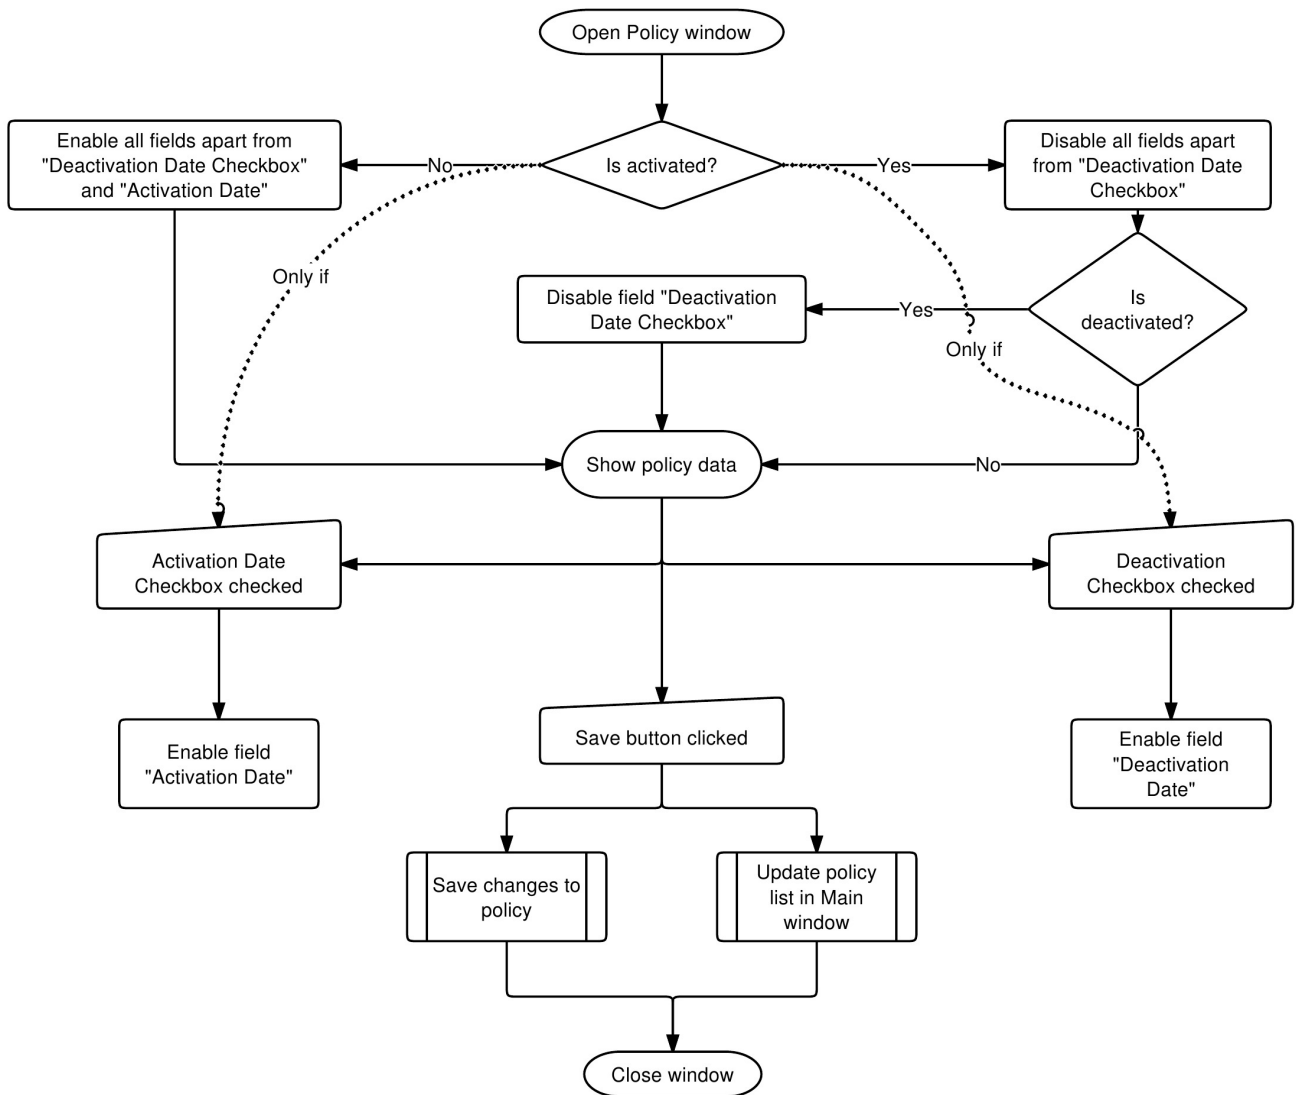 Open Policy window
Enable all fields apart from
"Deactivation Date Checkbox"
and "Activation Date"
No
Is activated?
Yes
Disable all fields apart
from "Deactivation Date
Checkbox"
Only if
Disable field "Deactivation
Date Checkbox"
Yes
Only if
Is
deactivated?
Show policy data
No
Activation Date
Checkbox checked
Deactivation
Checkbox checked
Enable field
"Activation Date"
Save button clicked
Enable field
"Deactivation
Date"
Save changes to
policy
Update policy
list in Main
window
Close window